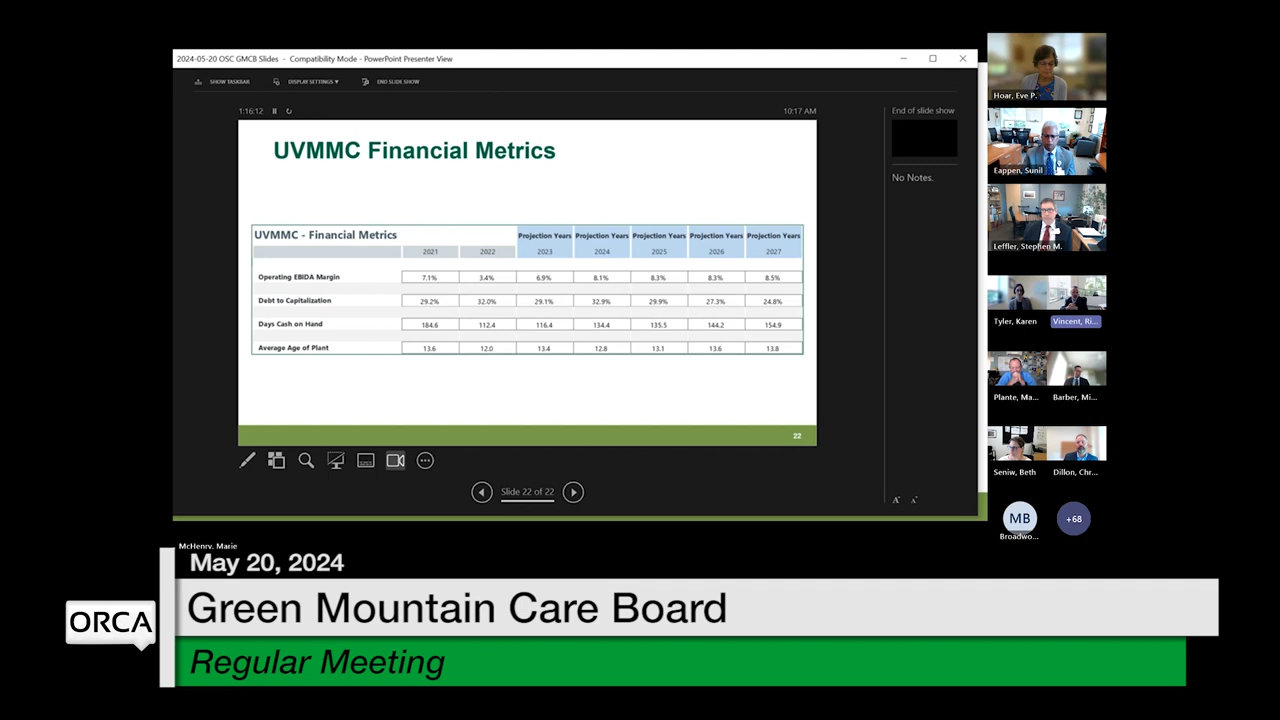 2024-05-20 OSC GMCB Slides - Compatibility Mode - PowerPoint Presenter View
SHOW TASKBAR DISPLAY SETTINGS ▾ END SLIDE SHOW
1:16:12 10:17 AM
End of slide show
No Notes.
UVMMC Financial Metrics
UVMMC - Financial Metrics Projection Years Projection Years Projection Years Projection Years Projection Years
2021 2022 2023 2024 2025 2026 2027
Operating EBIDA Margin 7.1% 3.4% 6.9% 8.1% 8.3% 8.3% 8.5%
Debt to Capitalization 29.2% 32.0% 29.1% 32.9% 29.9% 27.3% 24.8%
Days Cash on Hand 184.6 112.4 116.4 134.4 135.5 144.2 154.9
Average Age of Plant 13.6 12.0 13.4 12.8 13.1 13.6 13.8
22
Slide 22 of 22
A A
Hoar, Eve P.
Eappen, Sunil
Leffler, Stephen M.
Tyler, Karen Vincent, Ri...
Plante, Ma... Barber, Mi...
Seniw, Beth Dillon, Chr...
MB +68
Broadwo...
McHenry, Marie
May 20, 2024
ORCA
Green Mountain Care Board
Regular Meeting